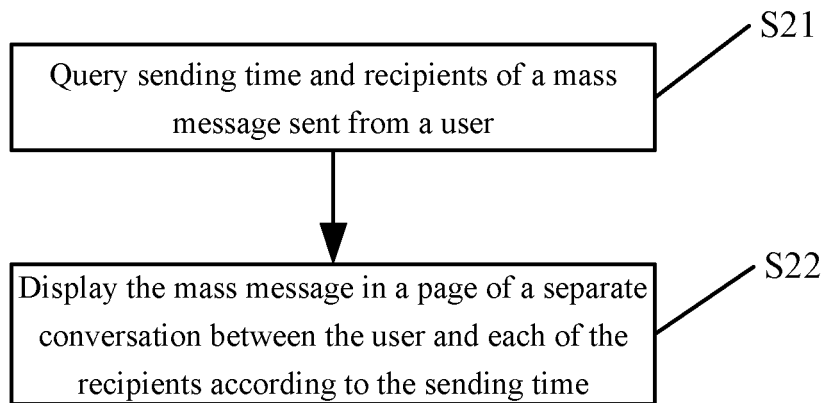 S21
Query sending time and recipients of a mass
message sent from a user
S22
Display the mass message in a page of a separate
conversation between the user and each of the
recipients according to the sending time